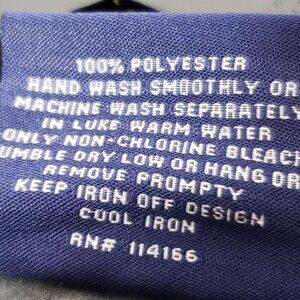 100% POLYESTER
HAND WASH SMOOTHLY OR
MACHINE WASH SEPARATELY
IN LUKE WARM WATER
ONLY NON-CHLORINE BLEACH
UMBLE DRY LOW OR HANG OR
REMOVE PROMPTY
KEEP IRON OFF DESIGN
COOL IRON
RN# 114166